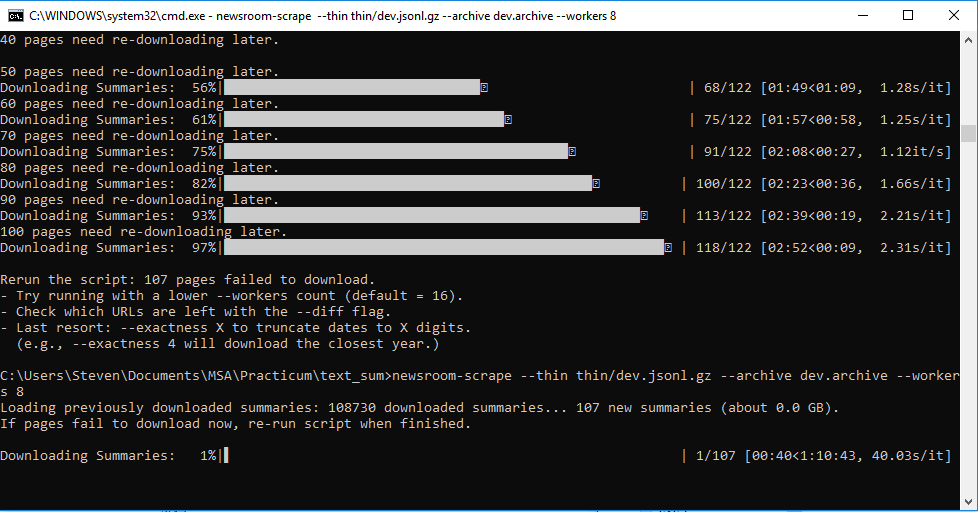 C:\WINDOWS\system32\cmd.exe - newsroom-scrape --thin thin/dev.jsonl.gz --archive dev.archive --workers 8
40 pages need re-downloading later.
50 pages need re-downloading later.
Downloading Summaries:  56%| | 68/122 [01:49<01:09,  1.28s/it]
60 pages need re-downloading later.
Downloading Summaries:  61%| | 75/122 [01:57<00:58,  1.25s/it]
70 pages need re-downloading later.
Downloading Summaries:  75%| | 91/122 [02:08<00:27,  1.12it/s]
80 pages need re-downloading later.
Downloading Summaries:  82%| | 100/122 [02:23<00:36,  1.66s/it]
90 pages need re-downloading later.
Downloading Summaries:  93%| | 113/122 [02:39<00:19,  2.21s/it]
100 pages need re-downloading later.
Downloading Summaries:  97%| | 118/122 [02:52<00:09,  2.31s/it]
Rerun the script: 107 pages failed to download.
- Try running with a lower --workers count (default = 16).
- Check which URLs are left with the --diff flag.
- Last resort: --exactness X to truncate dates to X digits.
(e.g., --exactness 4 will download the closest year.)
C:\Users\Steven\Documents\MSA\Practicum\text_sum>newsroom-scrape --thin thin/dev.jsonl.gz --archive dev.archive --worker
s 8
Loading previously downloaded summaries: 108730 downloaded summaries... 107 new summaries (about 0.0 GB).
If pages fail to download now, re-run script when finished.
Downloading Summaries:   1%| | 1/107 [00:40<1:10:43, 40.03s/it]